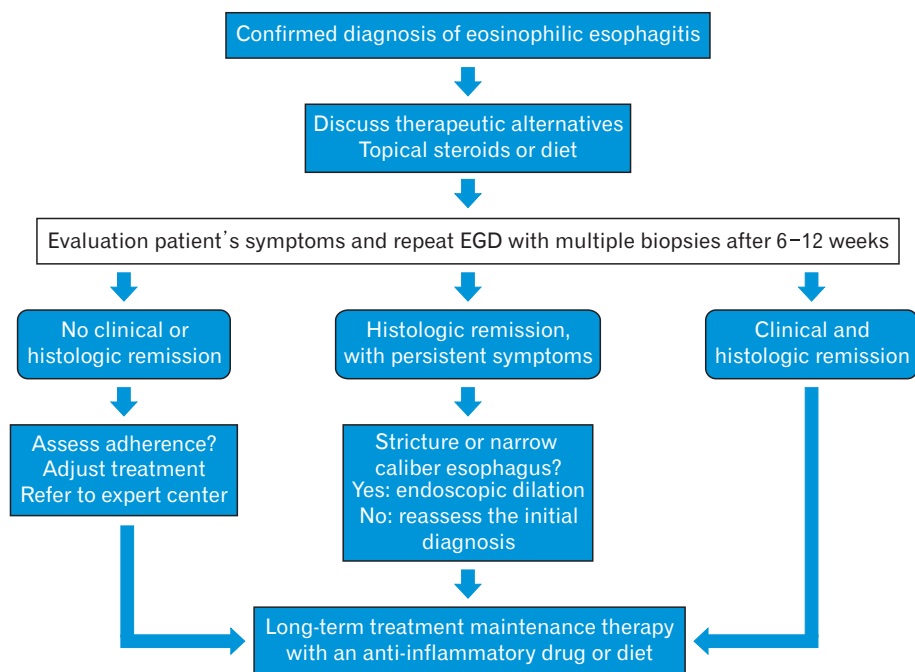 Confirmed diagnosis of eosinophilic esophagitis
Discuss therapeutic alternatives
Topical steroids or diet
Evaluation patient's symptoms and repeat EGD with multiple biopsies after 6–12 weeks
No clinical or
histologic remission
Histologic remission,
with persistent symptoms
Clinical and
histologic remission
Assess adherence?
Adjust treatment
Refer to expert center
Stricture or narrow
caliber esophagus?
Yes: endoscopic dilation
No: reassess the initial
diagnosis
Long-term treatment maintenance therapy
with an anti-inflammatory drug or diet